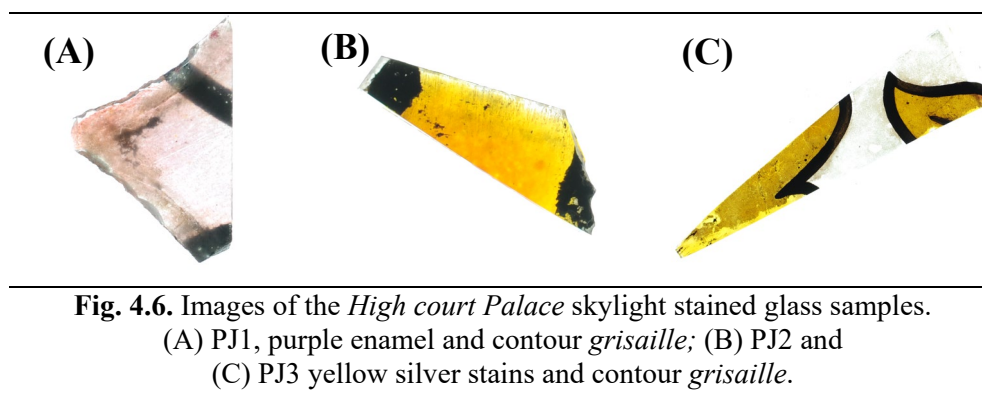 (A)
(B)
(C)
Fig. 4.6. Images of the High court Palace skylight stained glass samples.
(A) PJ1, purple enamel and contour grisaille; (B) PJ2 and
(C) PJ3 yellow silver stains and contour grisaille.